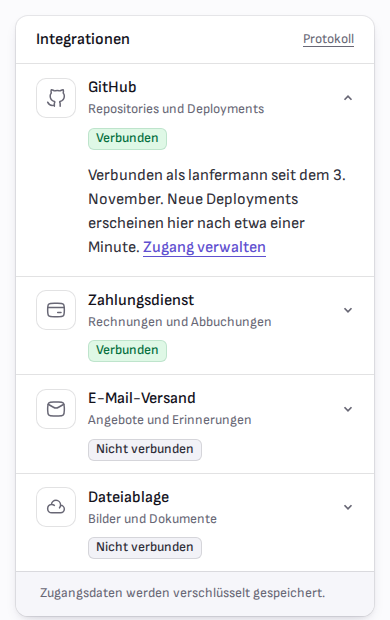 Integrationen
Protokoll
GitHub
Repositories und Deployments
Verbunden
Verbunden als lanfermann seit dem 3.
November. Neue Deployments
erscheinen hier nach etwa einer
Minute. Zugang verwalten
Zahlungsdienst
Rechnungen und Abbuchungen
Verbunden
E-Mail-Versand
Angebote und Erinnerungen
Nicht verbunden
Dateiablage
Bilder und Dokumente
Nicht verbunden
Zugangsdaten werden verschlüsselt gespeichert.